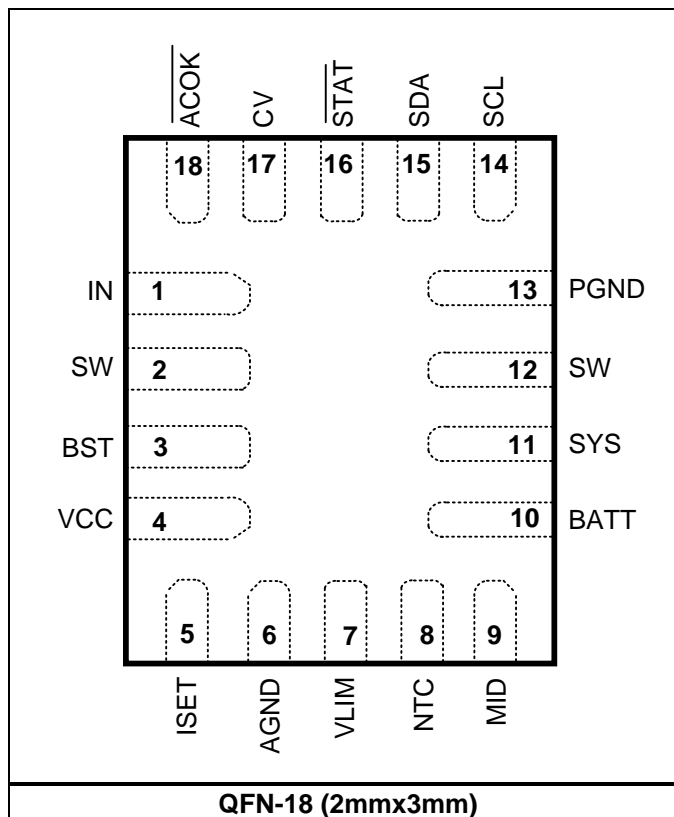 ACOK
CV
STAT
SDA
SCL
18
17
16
15
14
IN
1
13
PGND
SW
2
12
SW
BST
3
11
SYS
VCC
4
10
BATT
5
6
7
8
9
ISET
AGND
VLIM
NTC
MID
QFN-18 (2mmx3mm)